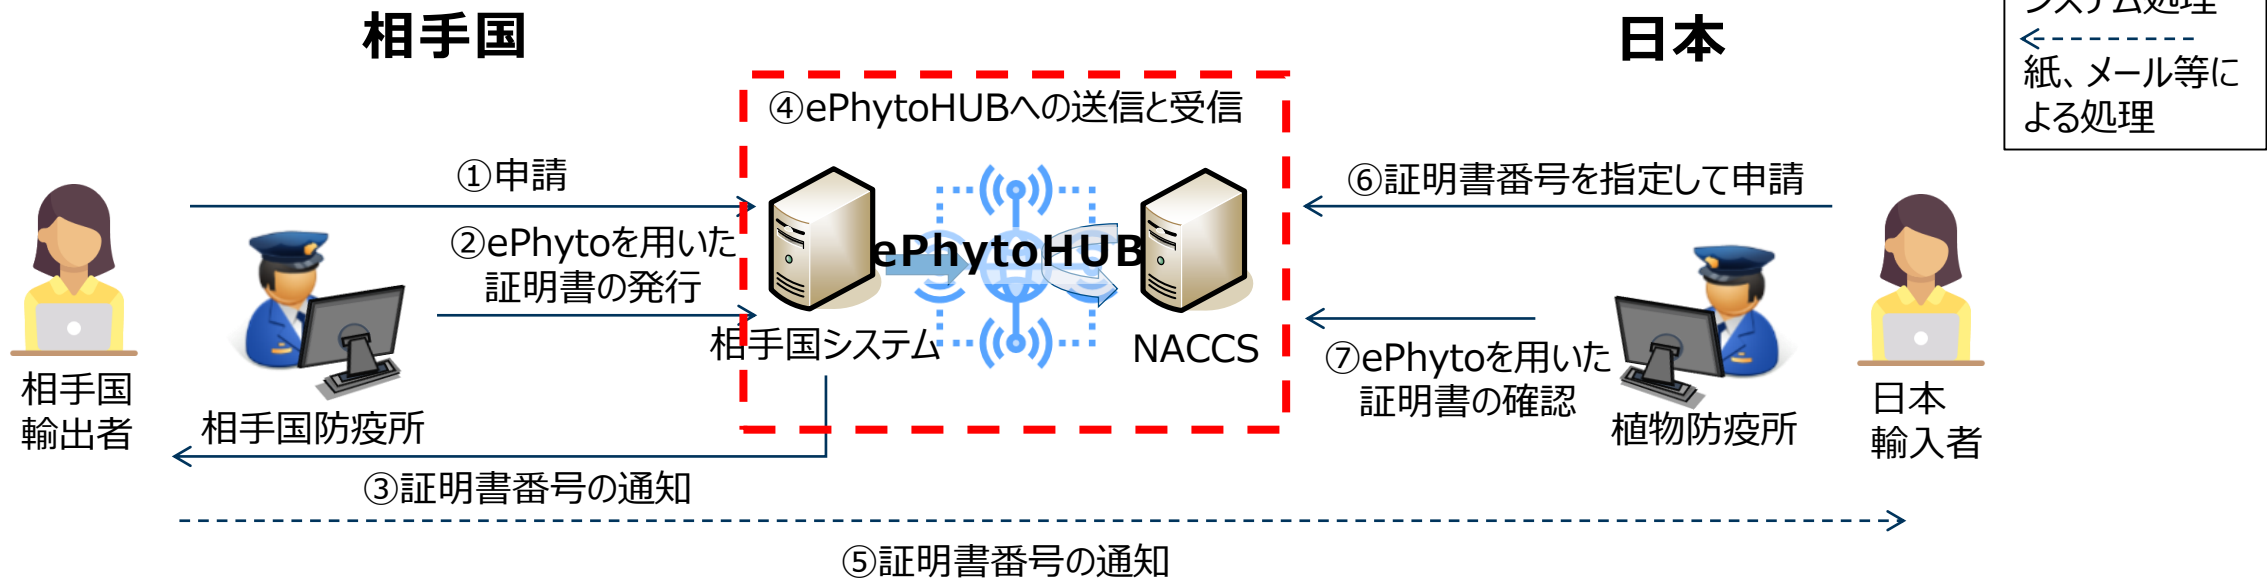 相手国
日本
システム処理
紙、メール等に
よる処理
④ePhytoHUBへの送信と受信
①申請
⑥証明書番号を指定して申請
②ePhytoを用いた
証明書の発行
ePhytoHUB
相手国システム
NACCS
⑦ePhytoを用いた
証明書の確認
相手国
輸出者
相手国防疫所
植物防疫所
日本
輸入者
③証明書番号の通知
⑤証明書番号の通知